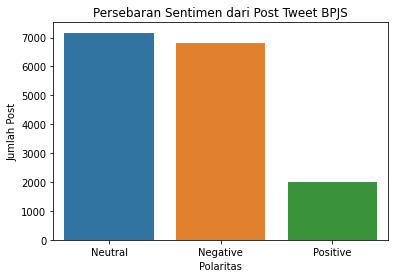 Persebaran Sentimen dari Post Tweet BPJS
Jumlah Post
7000
6000
5000
4000
3000
2000
1000
0
Neutral Negative Positive
Polaritas